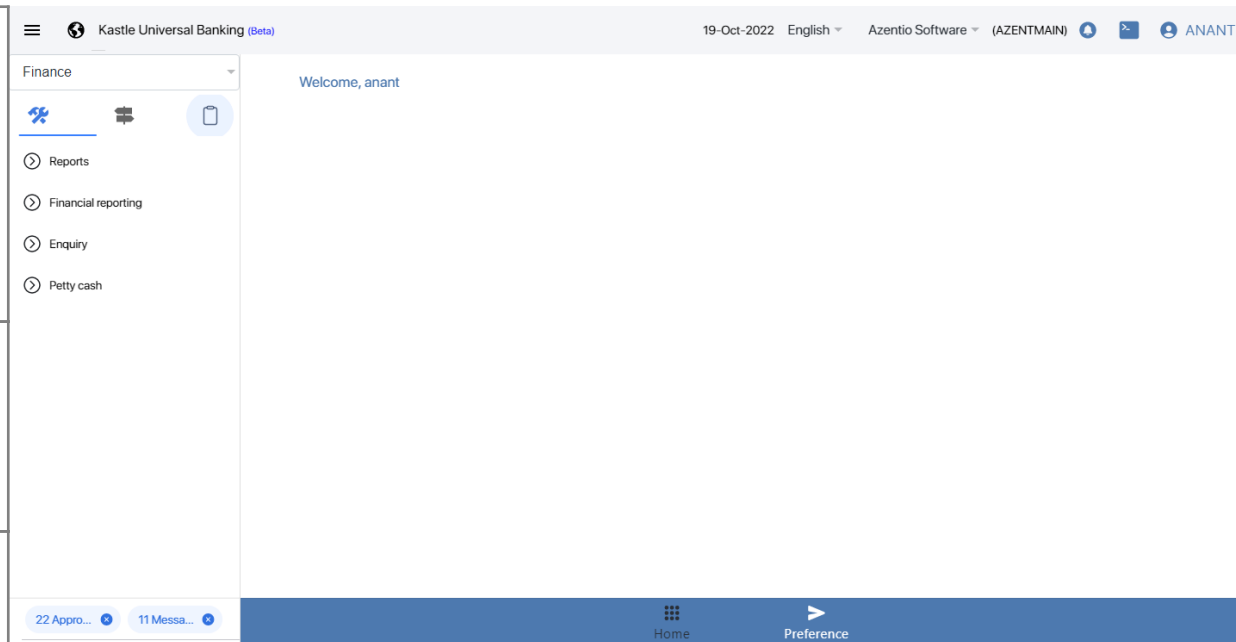 Kastle Universal Banking (Beta) 19-Oct-2022 English Azentio Software (AZENTMAIN) ANANT
Finance
Welcome, anant
Reports
Financial reporting
Enquiry
Petty cash
22 Appro... 11 Messa...
Home Preference